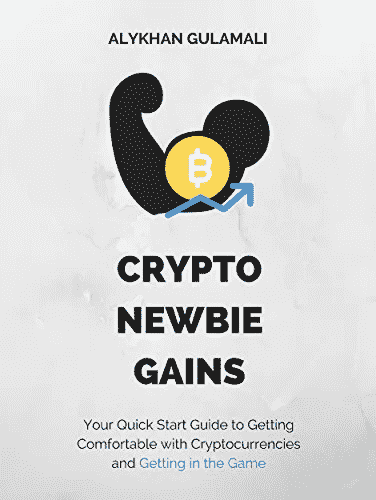 ALYKHAN GULAMALI
CRYPTO
NEWBIE
GAINS
Your Quick Start Guide to Getting
Comfortable with Cryptocurrencies
and Getting in the Game